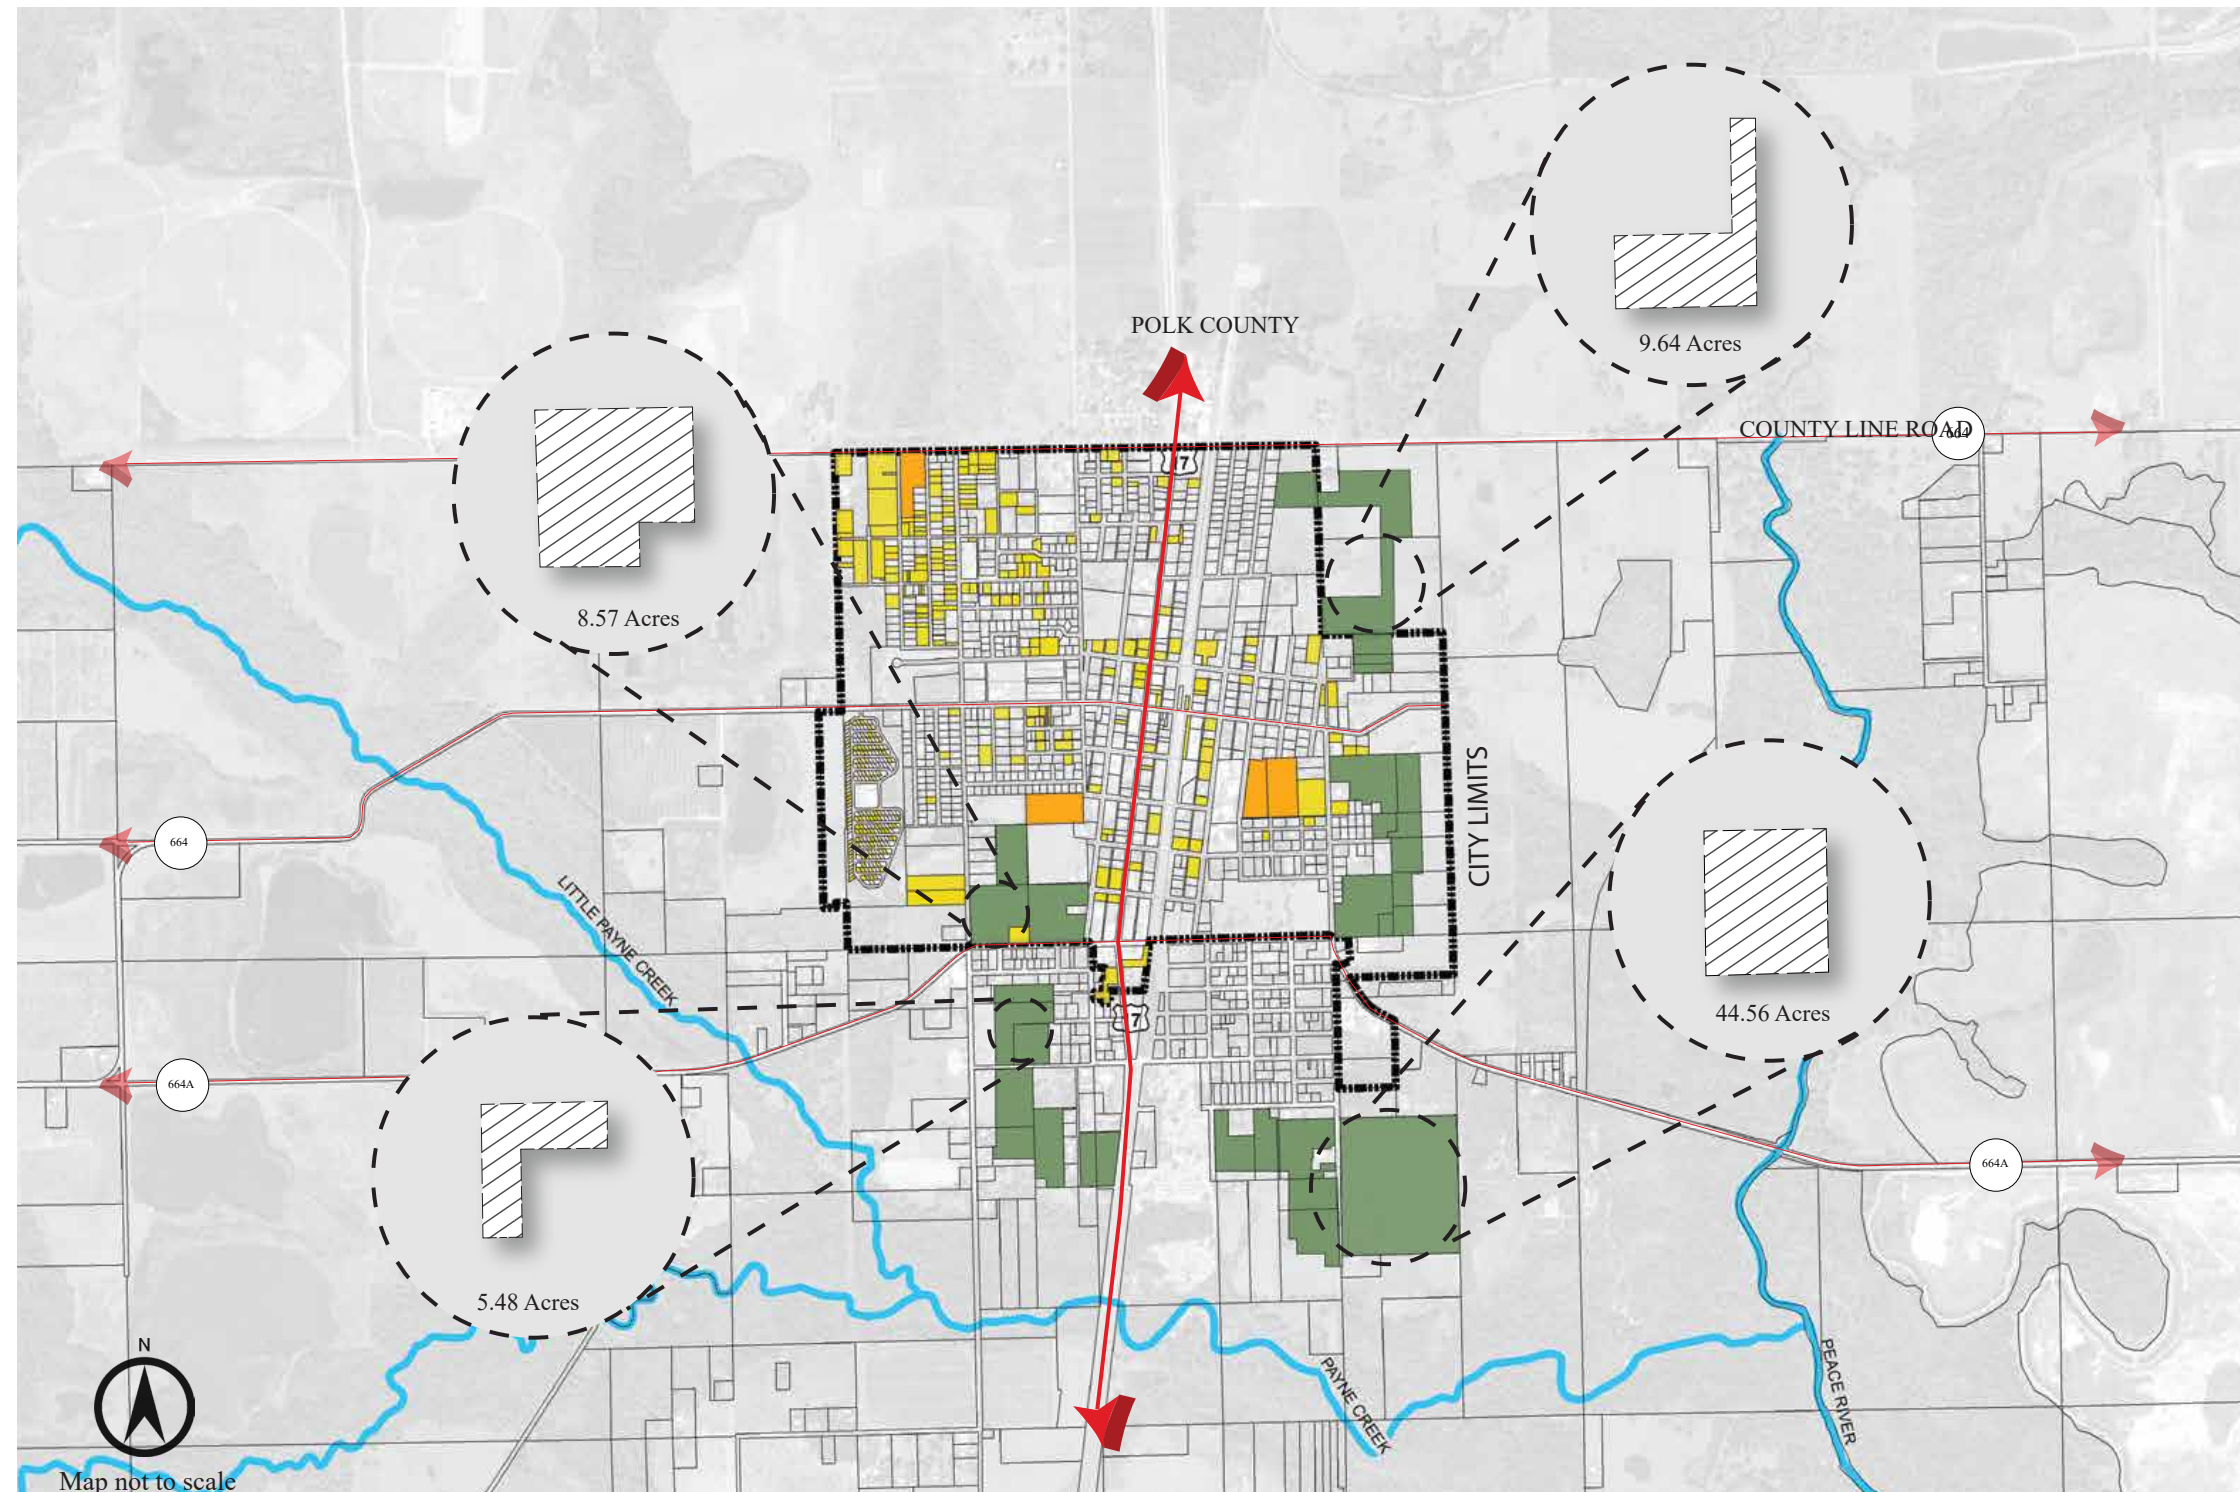 9.64 Acres
POLK COUNTY
COUNTY LINE ROAD
664
17
8.57 Acres
CITY LIMITS
664
LITTLE PAYNE CREEK
44.56 Acres
17
664A
664A
5.48 Acres
N
PAYNE CREEK
PEACE RIVER
Map not to scale